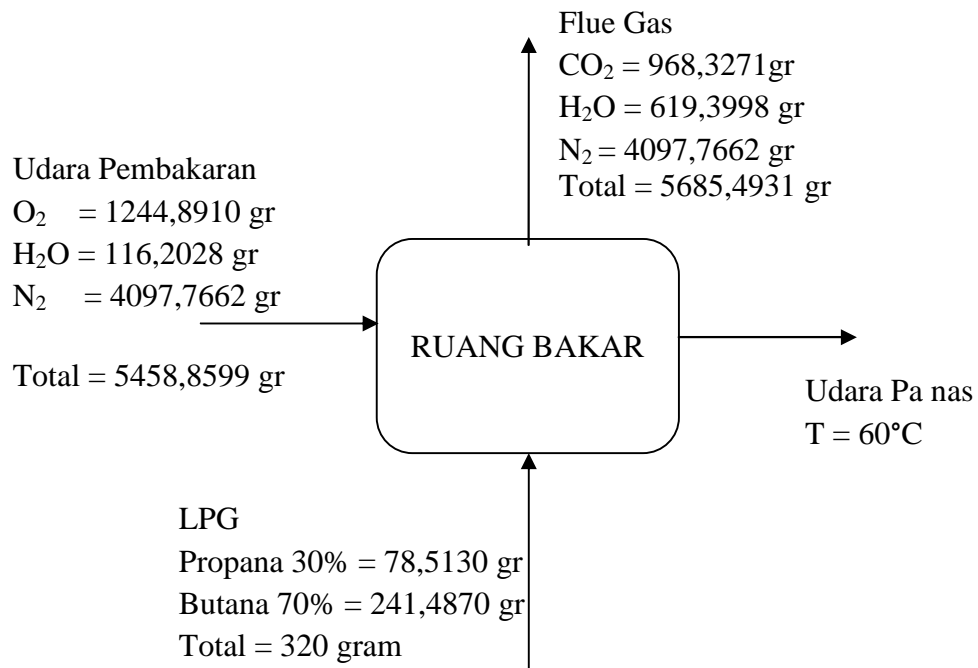 Flue Gas
CO₂ = 968,3271gr
H₂O = 619,3998 gr
N₂ = 4097,7662 gr
Total = 5685,4931 gr
Udara Pembakaran
O₂ = 1244,8910 gr
H₂O = 116,2028 gr
N₂ = 4097,7662 gr
Total = 5458,8599 gr
RUANG BAKAR
Udara Pa nas
T = 60°C
LPG
Propana 30% = 78,5130 gr
Butana 70% = 241,4870 gr
Total = 320 gram